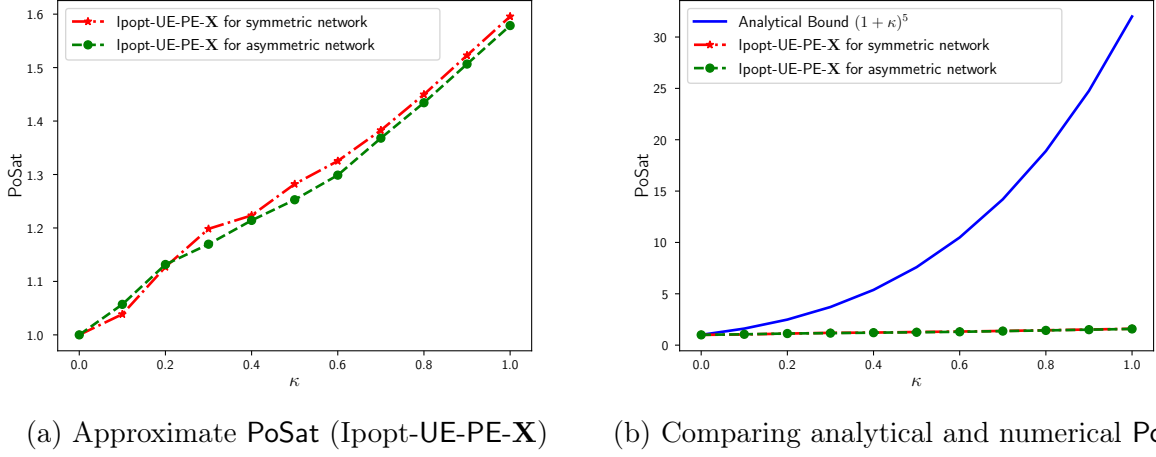 Ipopt-UE-PE-X for symmetric network
Ipopt-UE-PE-X for asymmetric network
PoSat
1.6
1.5
1.4
1.3
1.2
1.1
1.0
0.0 0.2 0.4 0.6 0.8 1.0
κ
(a) Approximate PoSat (Ipopt-UE-PE-X)
Analytical Bound (1 + κ)^5
Ipopt-UE-PE-X for symmetric network
Ipopt-UE-PE-X for asymmetric network
PoSat
30
25
20
15
10
5
0
0.0 0.2 0.4 0.6 0.8 1.0
κ
(b) Comparing analytical and numerical Po